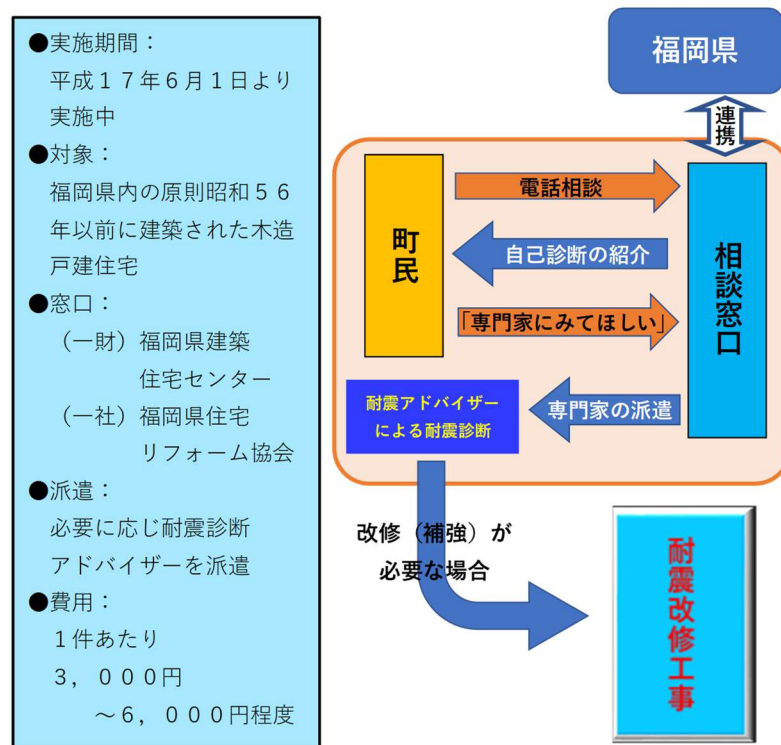 ●実施期間：
平成１７年６月１日より
実施中
●対象：
福岡県内の原則昭和５６
年以前に建築された木造
戸建住宅
●窓口：
（一財）福岡県建築
住宅センター
（一社）福岡県住宅
リフォーム協会
●派遣：
必要に応じ耐震診断
アドバイザーを派遣
●費用：
１件あたり
３，０００円
～６，０００円程度
福岡県
連携
町民
電話相談
自己診断の紹介
「専門家にみてほしい」
相談窓口
耐震アドバイザー
による耐震診断
専門家の派遣
改修（補強）が
必要な場合
耐震改修工事